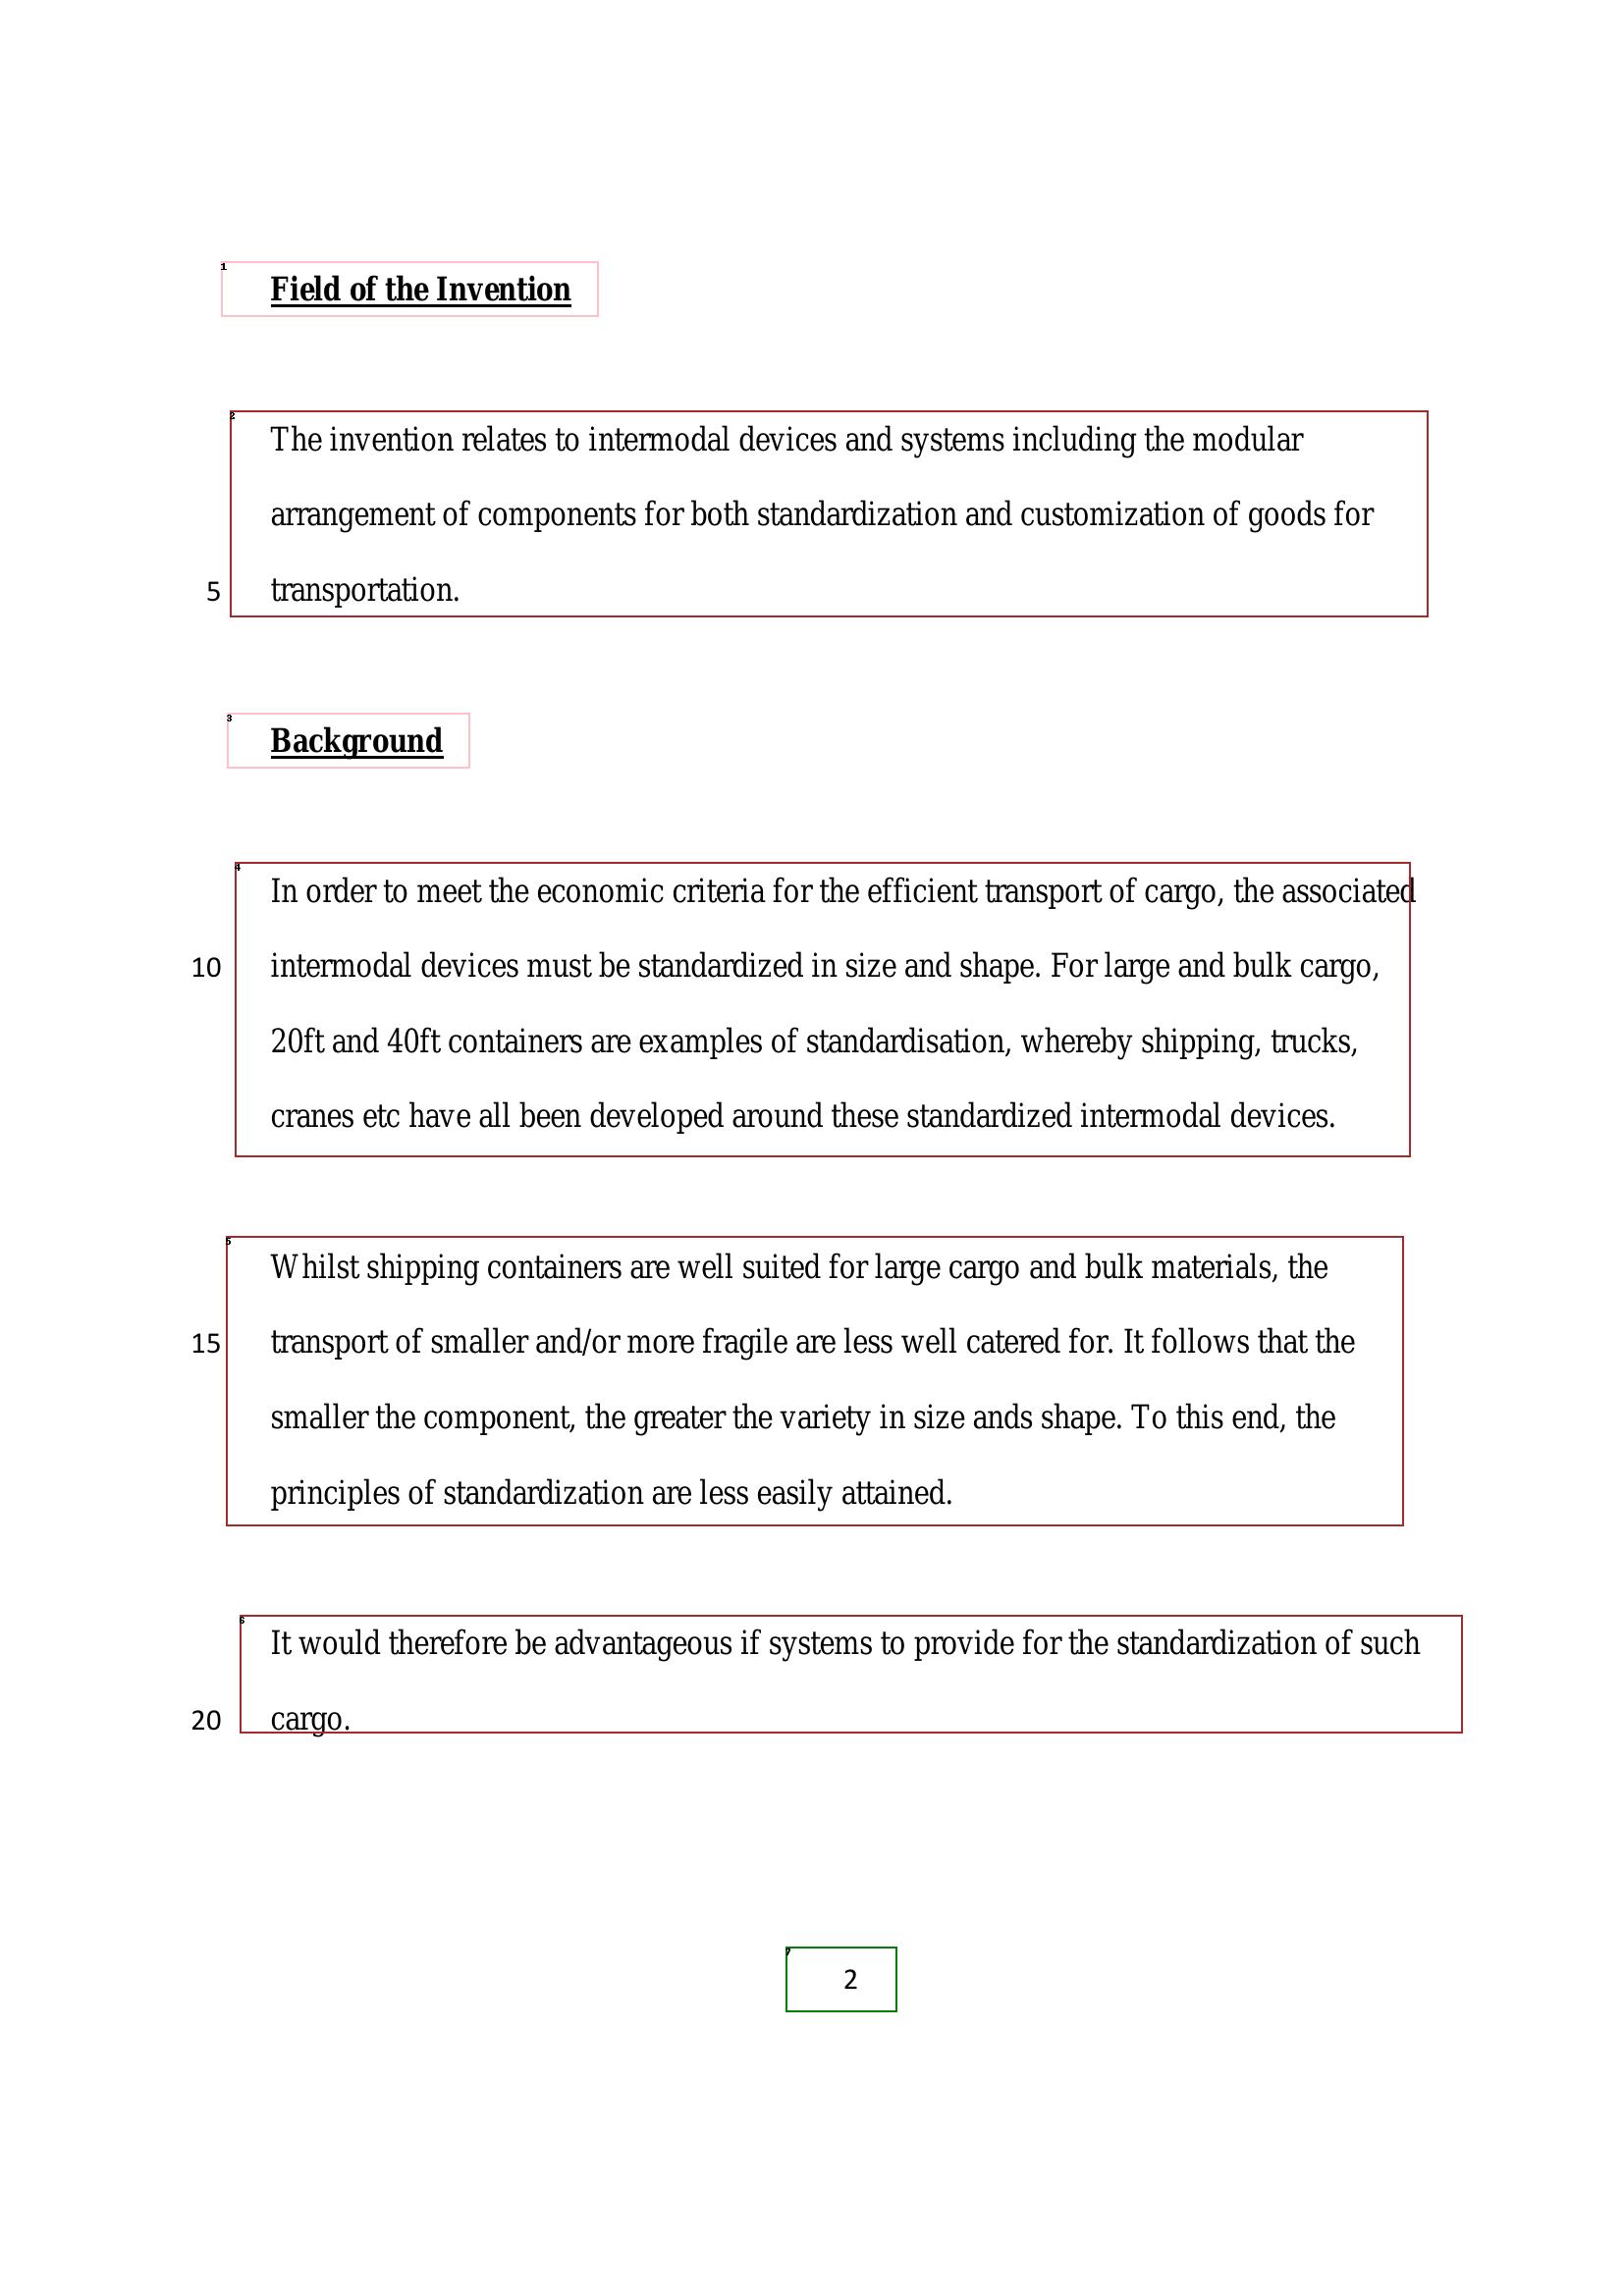 1
Field of the Invention
2
The invention relates to intermodal devices and systems including the modular
arrangement of components for both standardization and customization of goods for
5 transportation.
3
Background
4
In order to meet the economic criteria for the efficient transport of cargo, the associated
10 intermodal devices must be standardized in size and shape. For large and bulk cargo,
20ft and 40ft containers are examples of standardisation, whereby shipping, trucks,
cranes etc have all been developed around these standardized intermodal devices.
5
Whilst shipping containers are well suited for large cargo and bulk materials, the
15 transport of smaller and/or more fragile are less well catered for. It follows that the
smaller the component, the greater the variety in size ands shape. To this end, the
principles of standardization are less easily attained.
6
It would therefore be advantageous if systems to provide for the standardization of such
20 cargo.
7
2